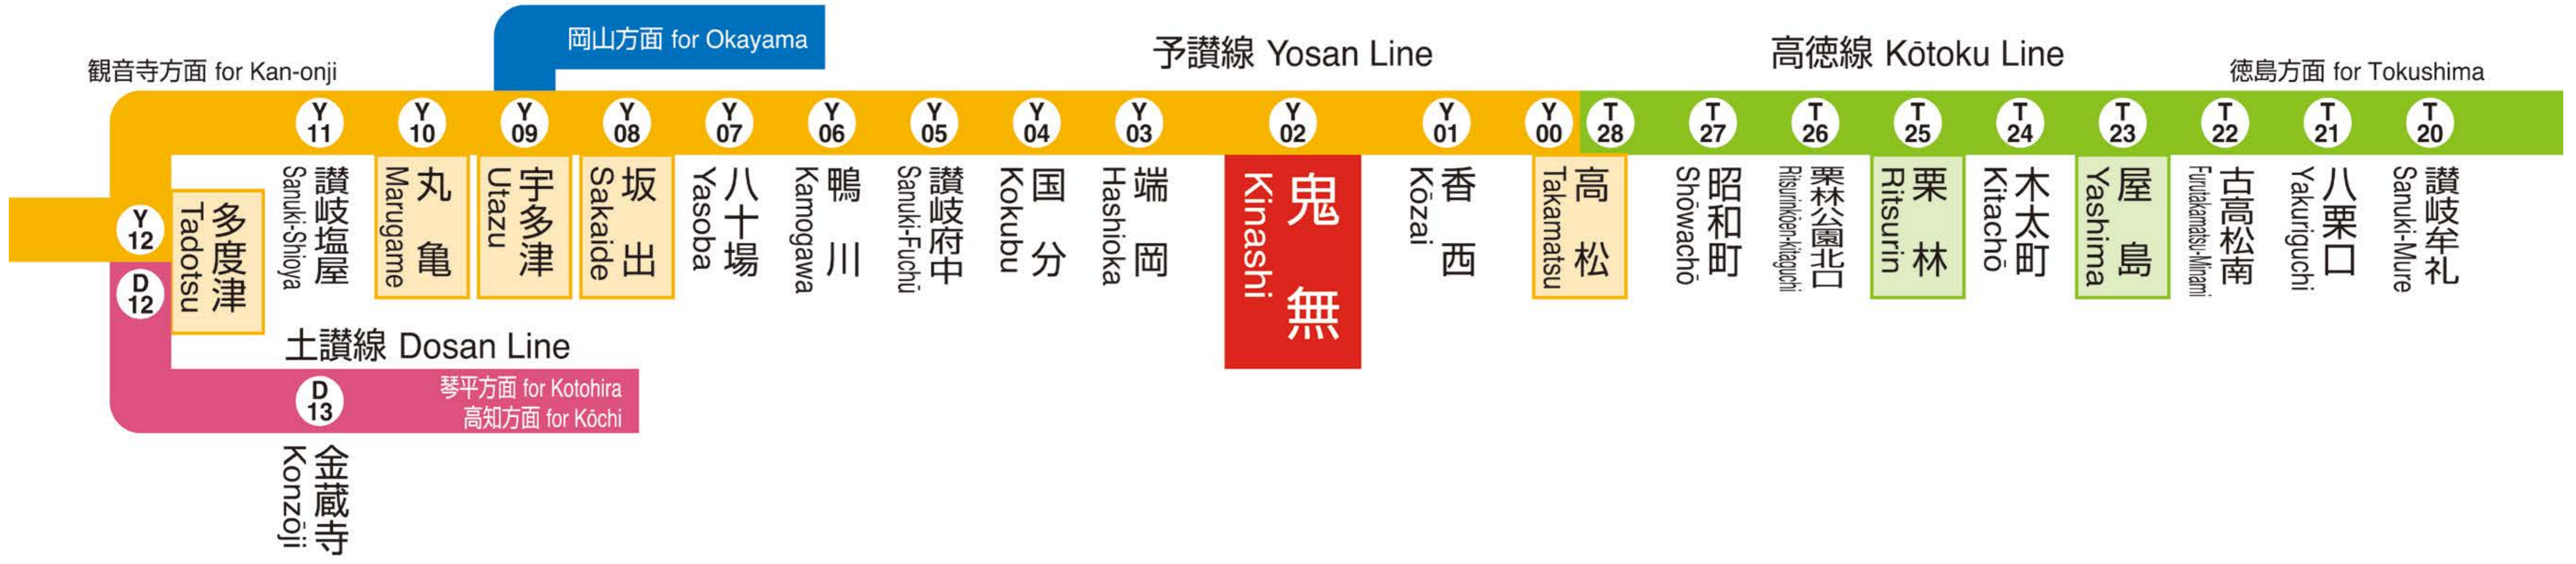 岡山方面 for Okayama
予讃線 Yosan Line
高徳線 Kōtoku Line
観音寺方面 for Kan-onji
徳島方面 for Tokushima
Y 11
Y 10
Y 09
Y 08
Y 07
Y 06
Y 05
Y 04
Y 03
Y 02
Y 01
Y 00
T 28
T 27
T 26
T 25
T 24
T 23
T 22
T 21
T 20
讃岐塩屋
Sanuki-Shioya
丸亀
Marugame
宇多津
Utazu
坂出
Sakaide
八十場
Yasoba
鴨川
Kamogawa
讃岐府中
Sanuki-Fuchū
国分
Kokubu
端岡
Hashioka
鬼無
Kinashi
香西
Kōzai
高松
Takamatsu
昭和町
Shōwachō
栗林公園北口
Ritsurinkōen-kitaguchi
栗林
Ritsurin
木太町
Kitachō
屋島
Yashima
古高松南
Furutakamatsu-Minami
八栗口
Yakuriguchi
讃岐牟礼
Sanuki-Mure
Y 12
D 12
多度津
Tadotsu
土讃線 Dosan Line
D 13
琴平方面 for Kotohira
高知方面 for Kōchi
金蔵寺
Konzōji